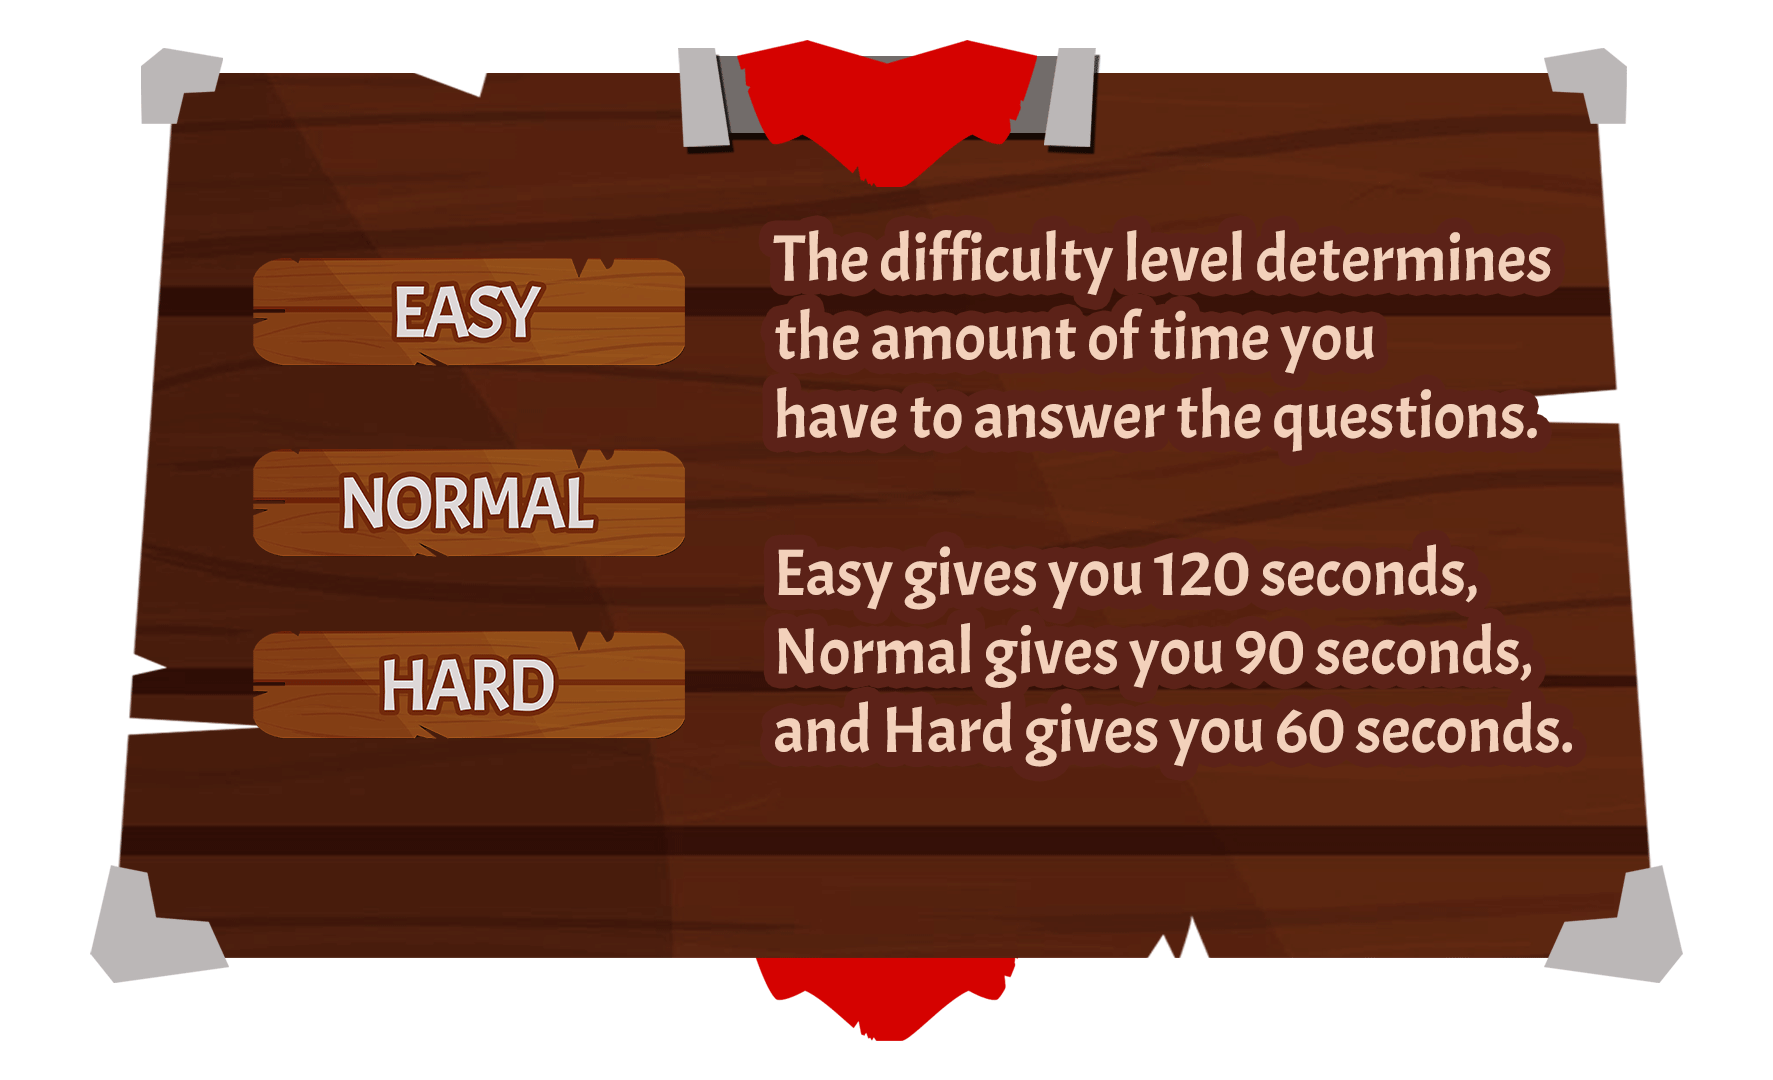 EASY
NORMAL
HARD
The difficulty level determines
the amount of time you
have to answer the questions.
Easy gives you 120 seconds,
Normal gives you 90 seconds,
and Hard gives you 60 seconds.